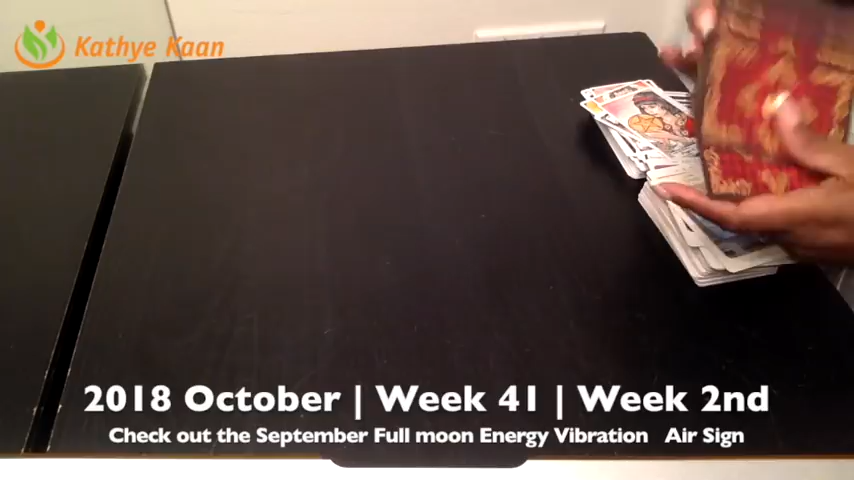 Kathye Kaan
2018 October | Week 41 | Week 2nd
Check out the September Full moon Energy Vibration Air Sign